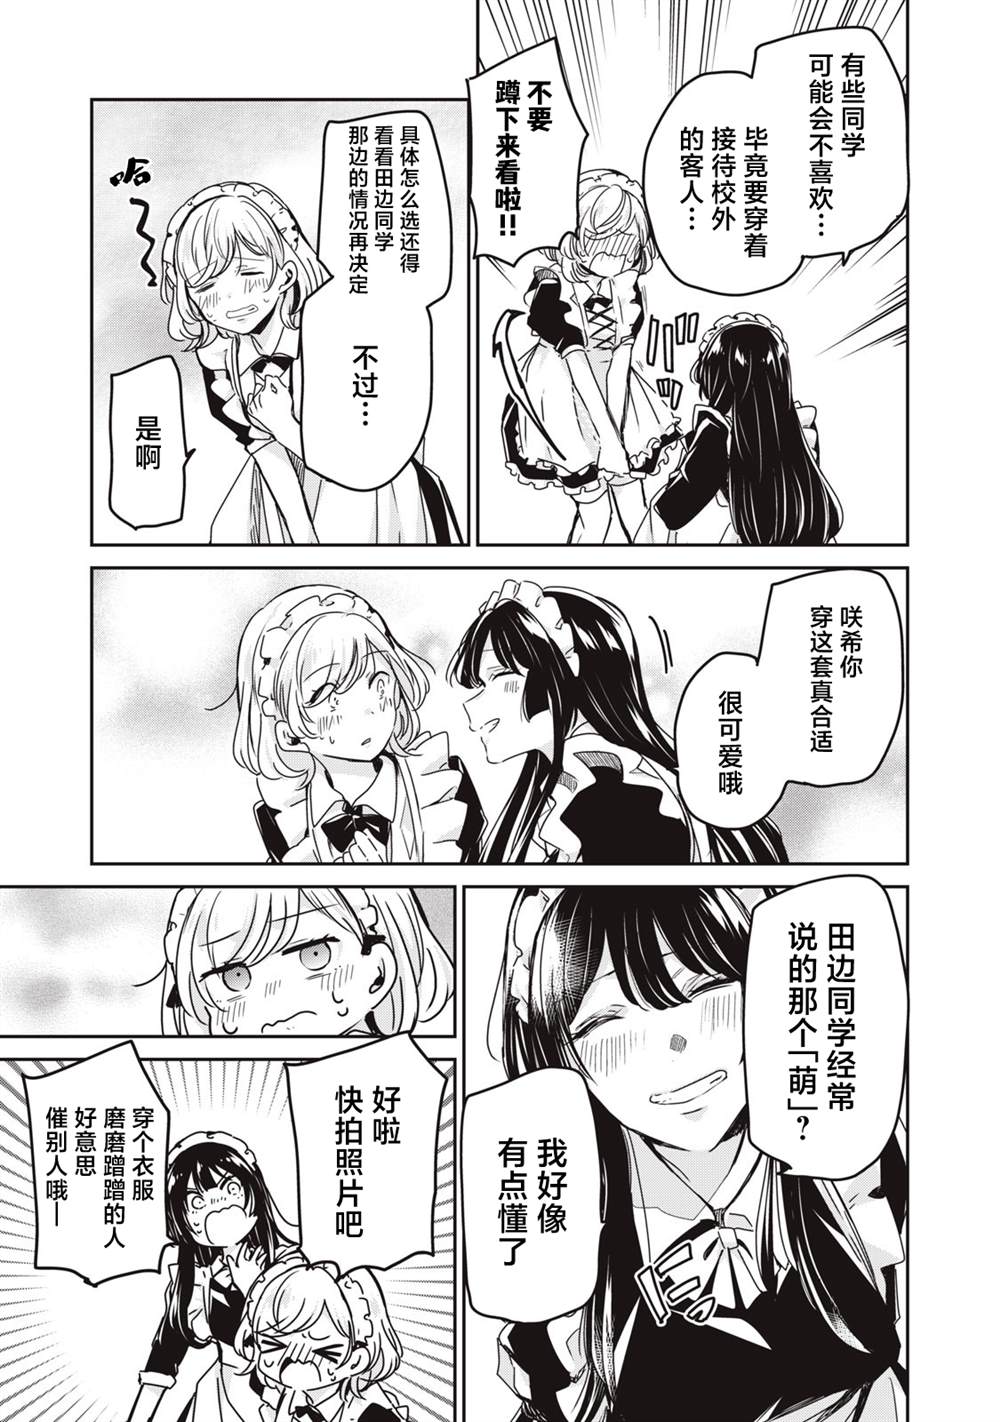 有些同学
可能会不喜欢…
毕竟要穿着
接待校外
的客人…
不要
蹲下来看啦!!
具体怎么选还得
看看田边同学
那边的情况再决定
不过…
哈
是啊
咲希你
穿这套真合适
很可爱哦
田边同学经常
说的那个「萌」?
我好像
有点懂了
好啦
快拍照片吧
穿个衣服
磨磨蹭蹭的人
好意思
催别人哦—